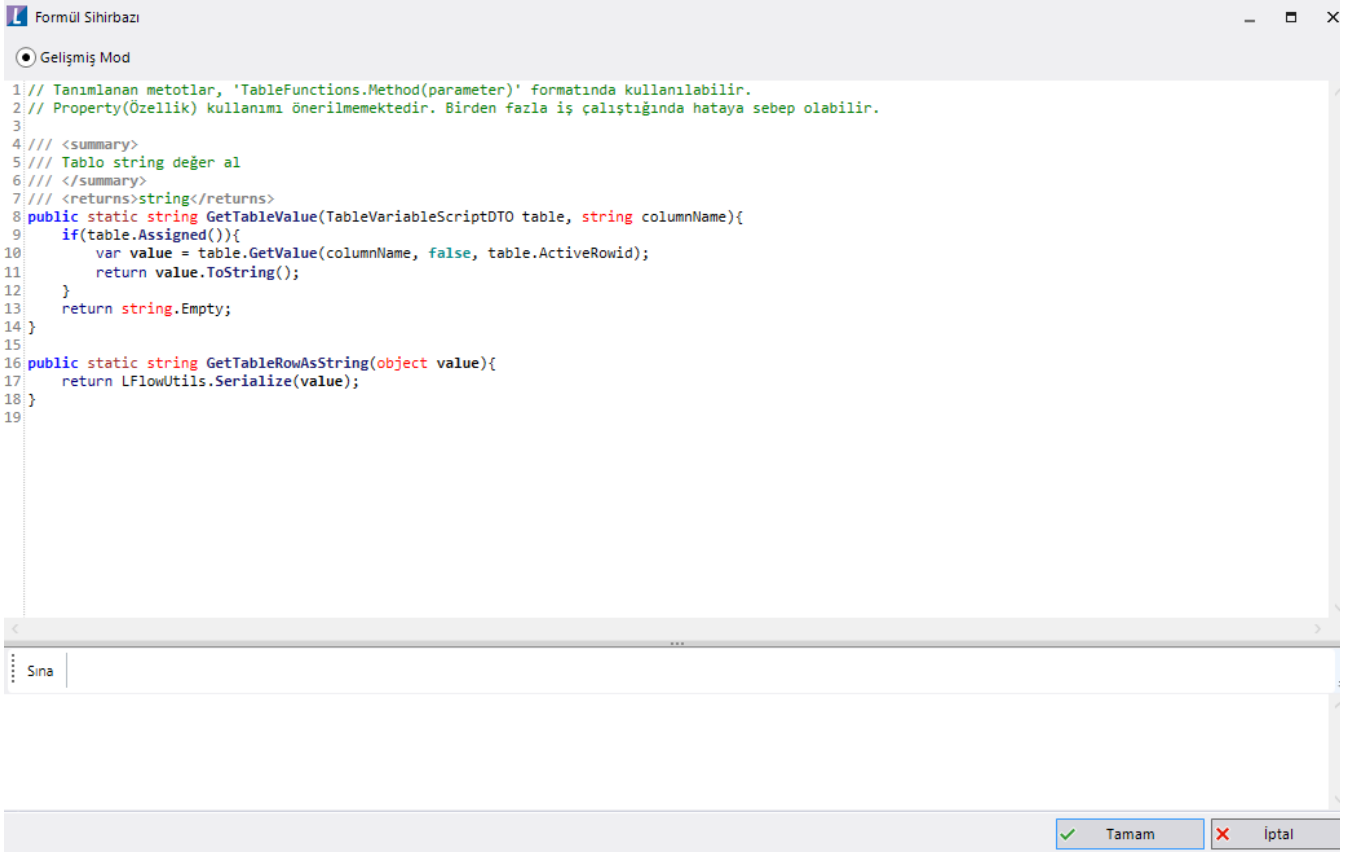 Formül Sihirbazı
Gelişmiş Mod
1 // Tanımlanan metotlar, 'TableFunctions.Method(parameter)' formatında kullanılabilir.
2 // Property(Özellik) kullanımı önerilmemektedir. Birden fazla iş çalıştığında hataya sebep olabilir.
3
4 /// <summary>
5 /// Tablo string değer al
6 /// </summary>
7 /// <returns>string</returns>
8 public static string GetTableValue(TableVariableScriptDTO table, string columnName){
9     if(table.Assigned()){
10         var value = table.GetValue(columnName, false, table.ActiveRowid);
11         return value.ToString();
12     }
13     return string.Empty;
14 }
15
16 public static string GetTableRowAsString(object value){
17     return LFlowUtils.Serialize(value);
18 }
19
Sına
Tamam
İptal